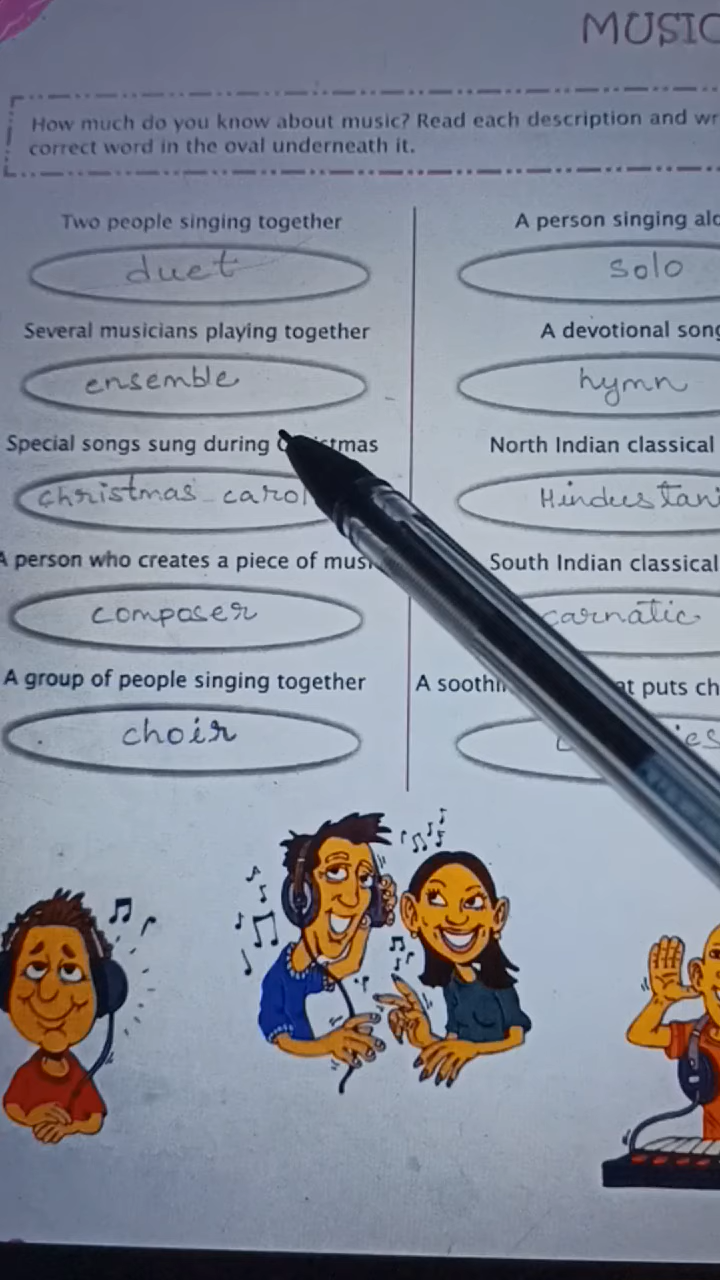 MUSIC
How much do you know about music? Read each description and wr
correct word in the oval underneath it.
Two people singing together
duet
Several musicians playing together
ensemble
Special songs sung during
christmas carol
A person who creates a piece of
composer
A group of people singing together
choir
A person singing alo
solo
A devotional song
hymn
North Indian classical
Hindustani
South Indian classical
carnatic
A puts ch